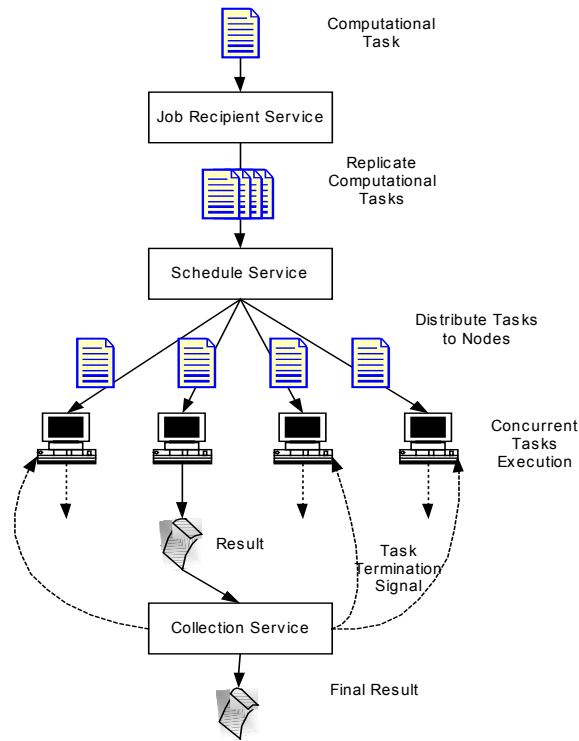 Computational
Task
Job Recipient Service
Replicate
Computational
Tasks
Schedule Service
Distribute Tasks
to Nodes
Concurrent
Tasks
Execution
Result
Task
Termination
Signal
Collection Service
Final Result